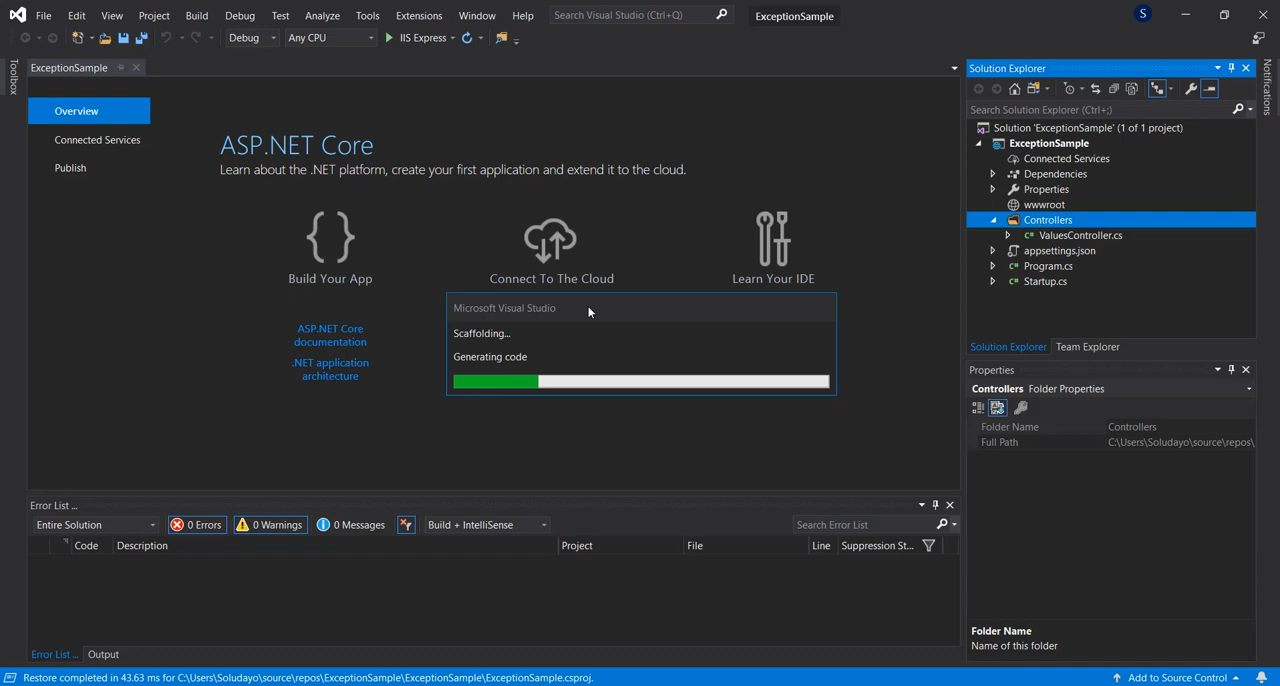 File Edit View Project Build Debug Test Analyze Tools Extensions Window Help Search Visual Studio (Ctrl+Q) ExceptionSample S
Debug Any CPU IIS Express
Toolbox
ExceptionSample
Overview
Connected Services
Publish
ASP.NET Core
Learn about the .NET platform, create your first application and extend it to the cloud.
Build Your App
Connect To The Cloud
Learn Your IDE
ASP.NET Core
documentation
.NET application
architecture
Microsoft Visual Studio
Scaffolding...
Generating code
Solution Explorer
Search Solution Explorer (Ctrl+;)
Solution 'ExceptionSample' (1 of 1 project)
ExceptionSample
Connected Services
Dependencies
Properties
wwwroot
Controllers
C# ValuesController.cs
appsettings.json
C# Program.cs
C# Startup.cs
Solution Explorer Team Explorer
Notifications
Properties
Controllers Folder Properties
Folder Name Controllers
Full Path C:\Users\Soludayo\source\repos\
Folder Name
Name of this folder
Error List ...
Entire Solution 0 Errors 0 Warnings 0 Messages Build + IntelliSense Search Error List
Code Description Project File Line Suppression St...
Error List ... Output
Restore completed in 43.63 ms for C:\Users\Soludayo\source\repos\ExceptionSample\ExceptionSample\ExceptionSample.csproj. Add to Source Control